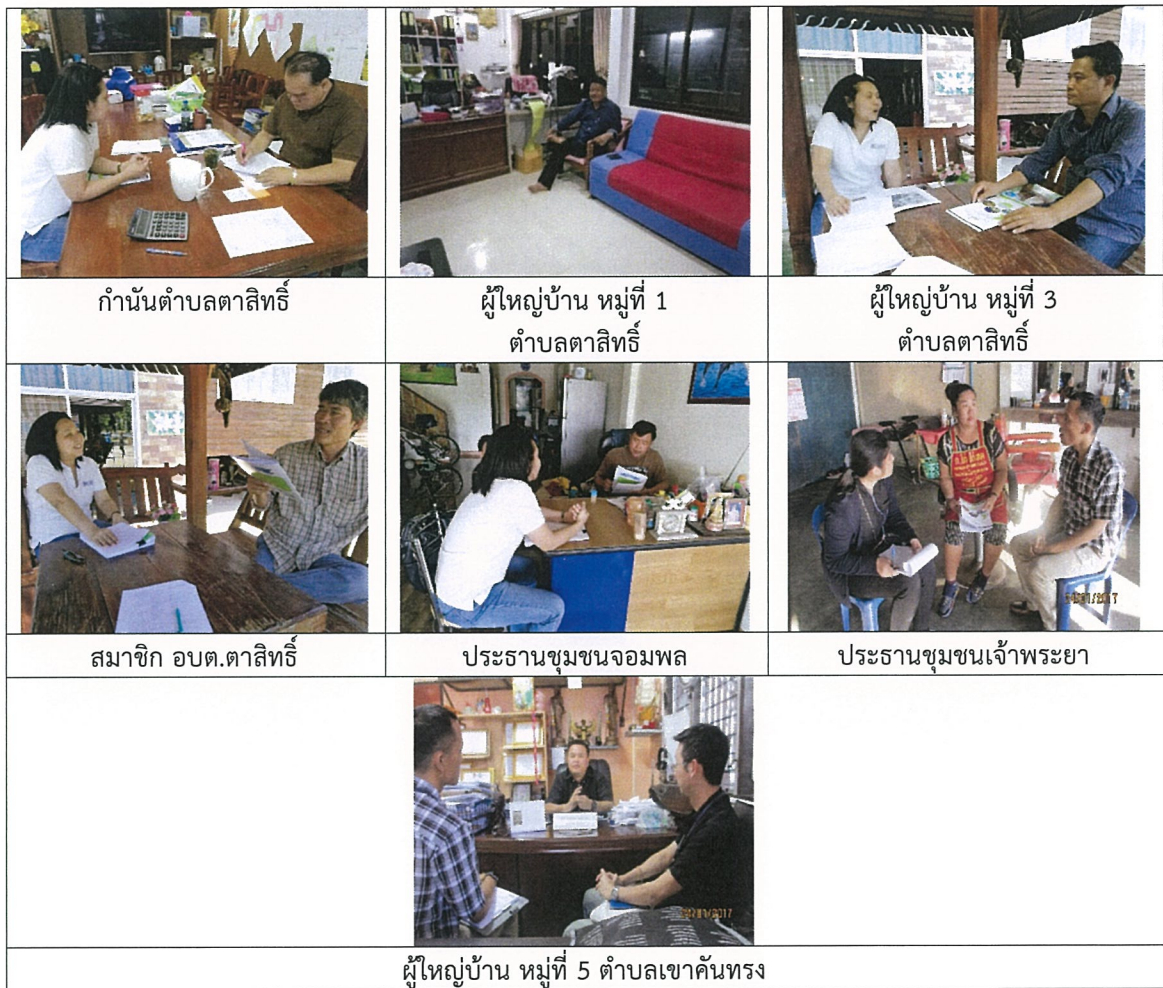 กำนันตำบลตาสิทธิ์
ผู้ใหญ่บ้าน หมู่ที่ 1
ตำบลตาสิทธิ์
ผู้ใหญ่บ้าน หมู่ที่ 3
ตำบลตาสิทธิ์
สมาชิก อบต.ตาสิทธิ์
ประธานชุมชนจอมพล
ประธานชุมชนเจ้าพระยา
ผู้ใหญ่บ้าน หมู่ที่ 5 ตำบลเขาคันทรง